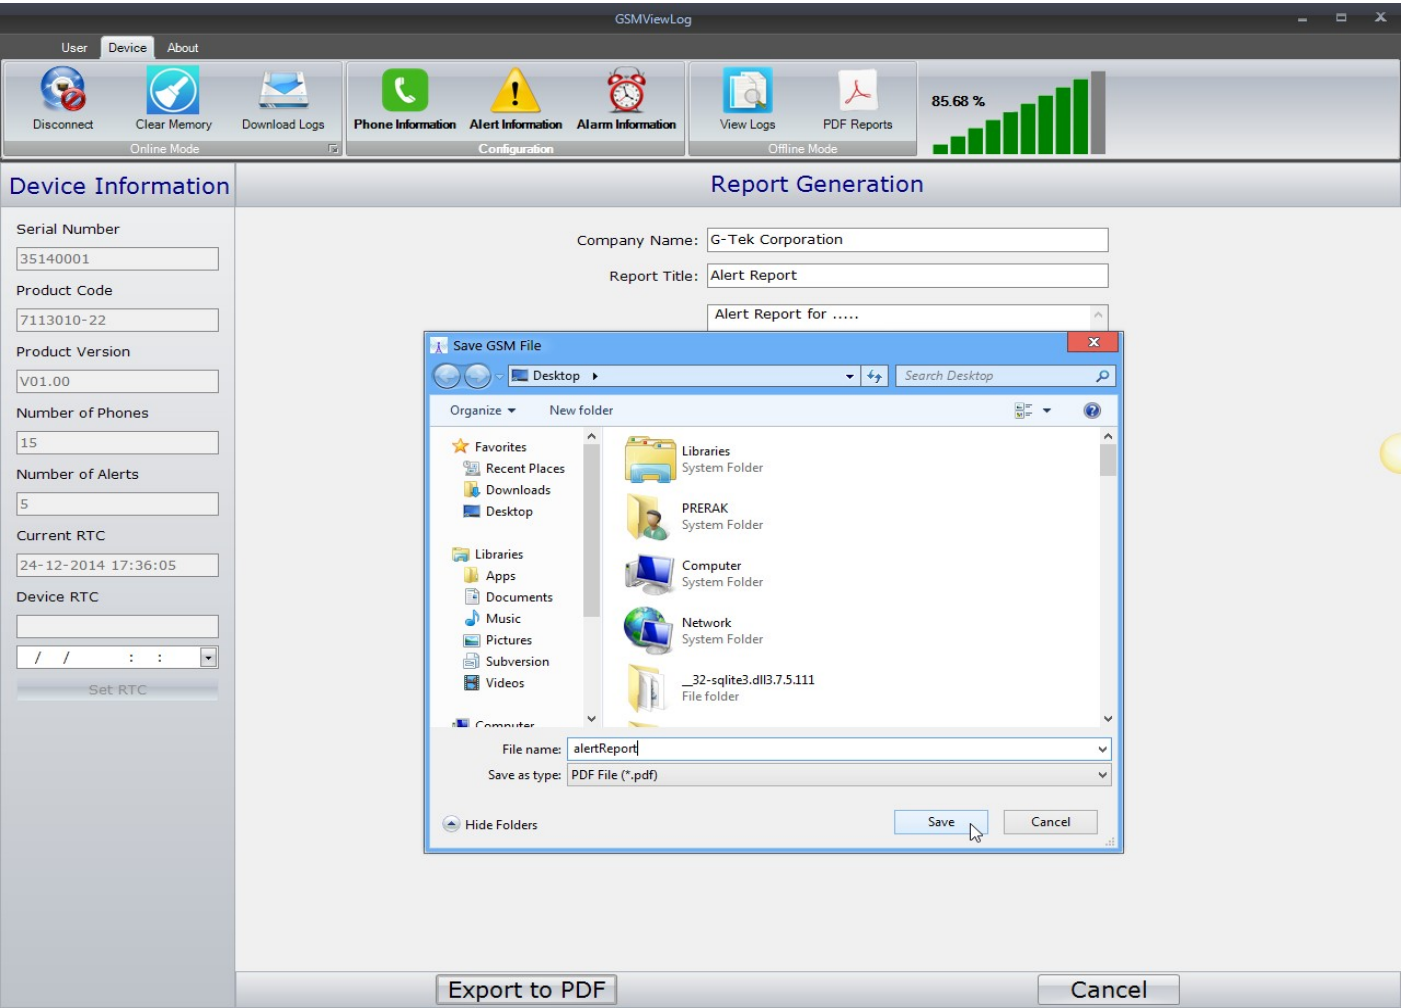 GSMViewLog
User Device About
Disconnect Clear Memory Download Logs Phone Information Alert Information Alarm Information View Logs PDF Reports 85.68 %
Online Mode Configuration Offline Mode
Device Information
Report Generation
Serial Number
35140001
Product Code
7113010-22
Product Version
V01.00
Number of Phones
15
Number of Alerts
5
Current RTC
24-12-2014 17:36:05
Device RTC
/ / : :
Set RTC
Company Name: G-Tek Corporation
Report Title: Alert Report
Alert Report for .....
Save GSM File
Desktop
Search Desktop
Organize New folder
Favorites
Recent Places
Downloads
Desktop
Libraries
Apps
Documents
Music
Pictures
Subversion
Videos
Computer
Libraries
System Folder
PRERAK
System Folder
Computer
System Folder
Network
System Folder
__32-sqlite3.dll3.7.5.111
File folder
File name: alertReport
Save as type: PDF File (*.pdf)
Hide Folders
Save Cancel
Export to PDF Cancel